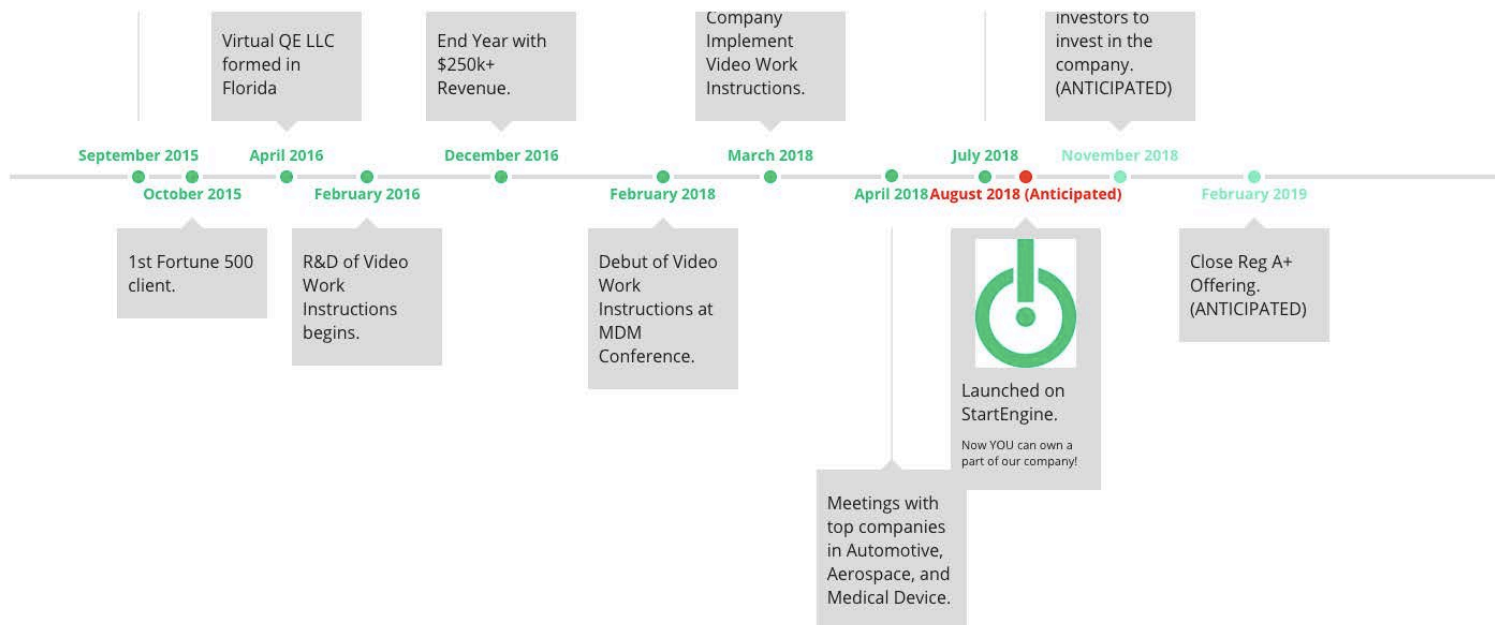 Virtual QE LLC
formed in
Florida
End Year with
$250k+
Revenue.
Company
Implement
Video Work
Instructions.
investors to
invest in the
company.
(ANTICIPATED)
September 2015
April 2016
December 2016
March 2018
July 2018
November 2018
October 2015
February 2016
February 2018
April 2018
August 2018 (Anticipated)
February 2019
1st Fortune 500
client.
R&D of Video
Work
Instructions
begins.
Debut of Video
Work
Instructions at
MDM
Conference.
Launched on
StartEngine.
Now YOU can own a
part of our company!
Close Reg A+
Offering.
(ANTICIPATED)
Meetings with
top companies
in Automotive,
Aerospace, and
Medical Device.